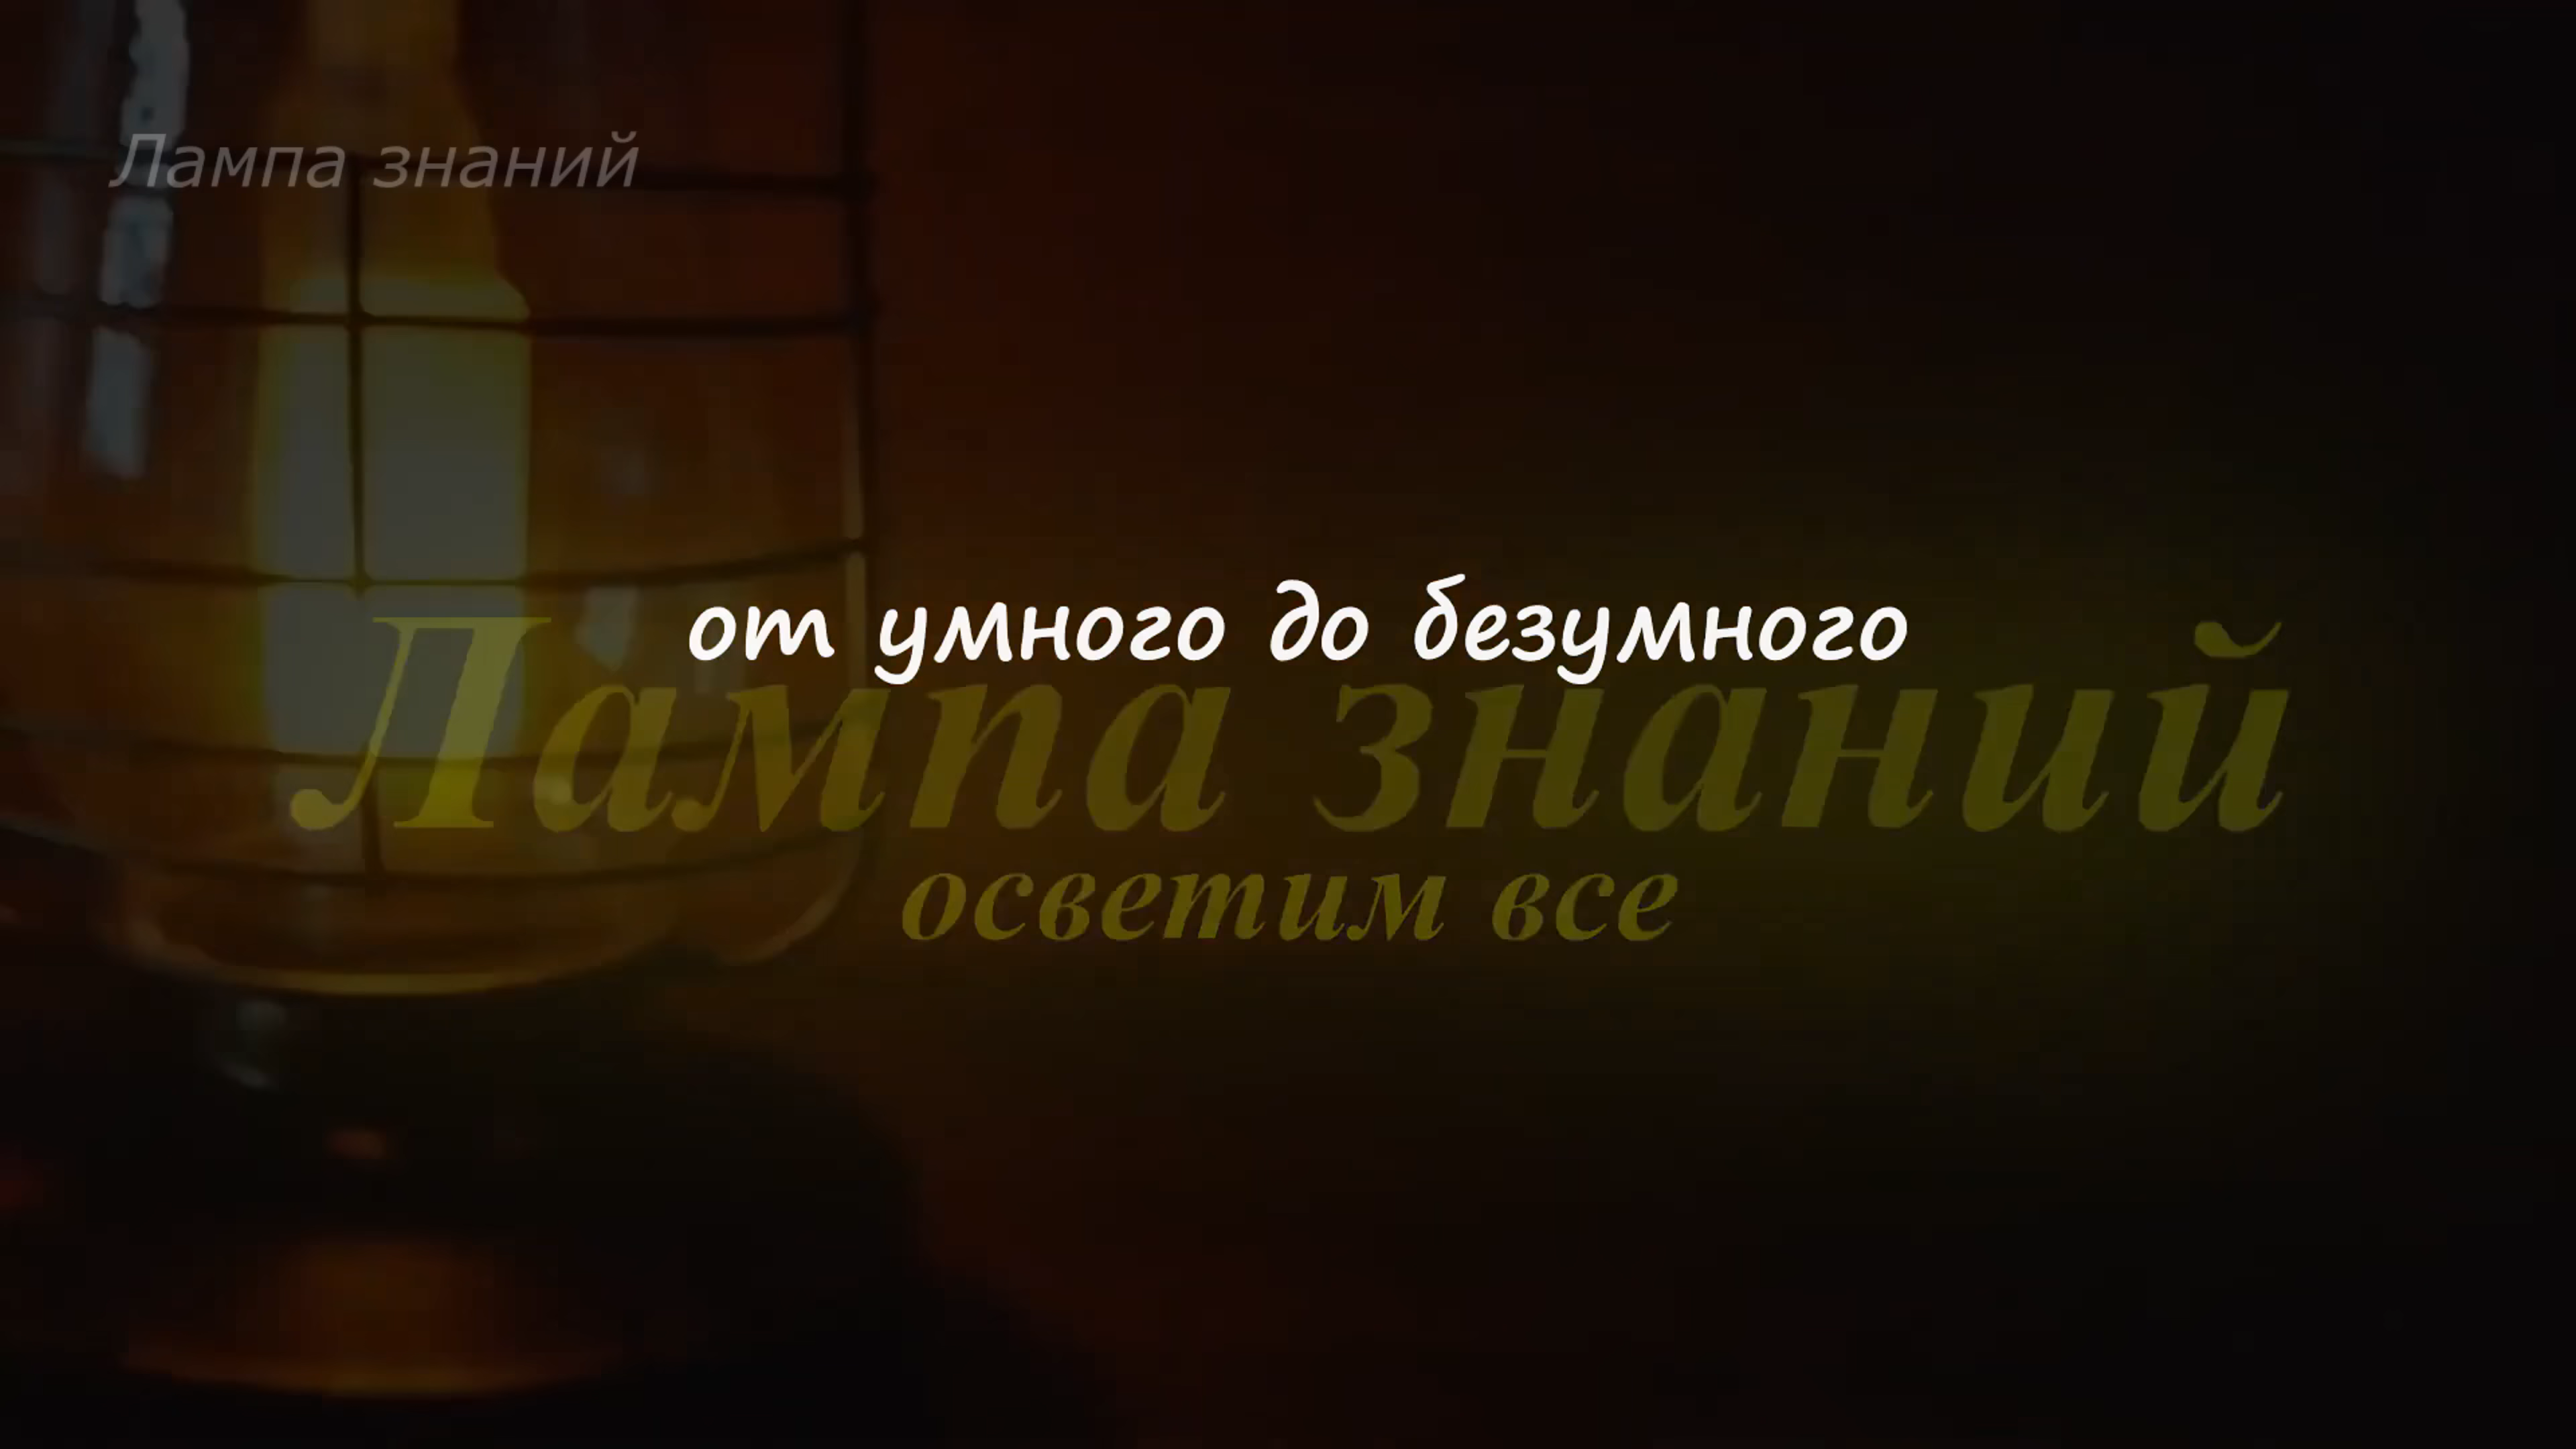 Лампа знаний
от умного до безумного
Лампа знаний
осветим все